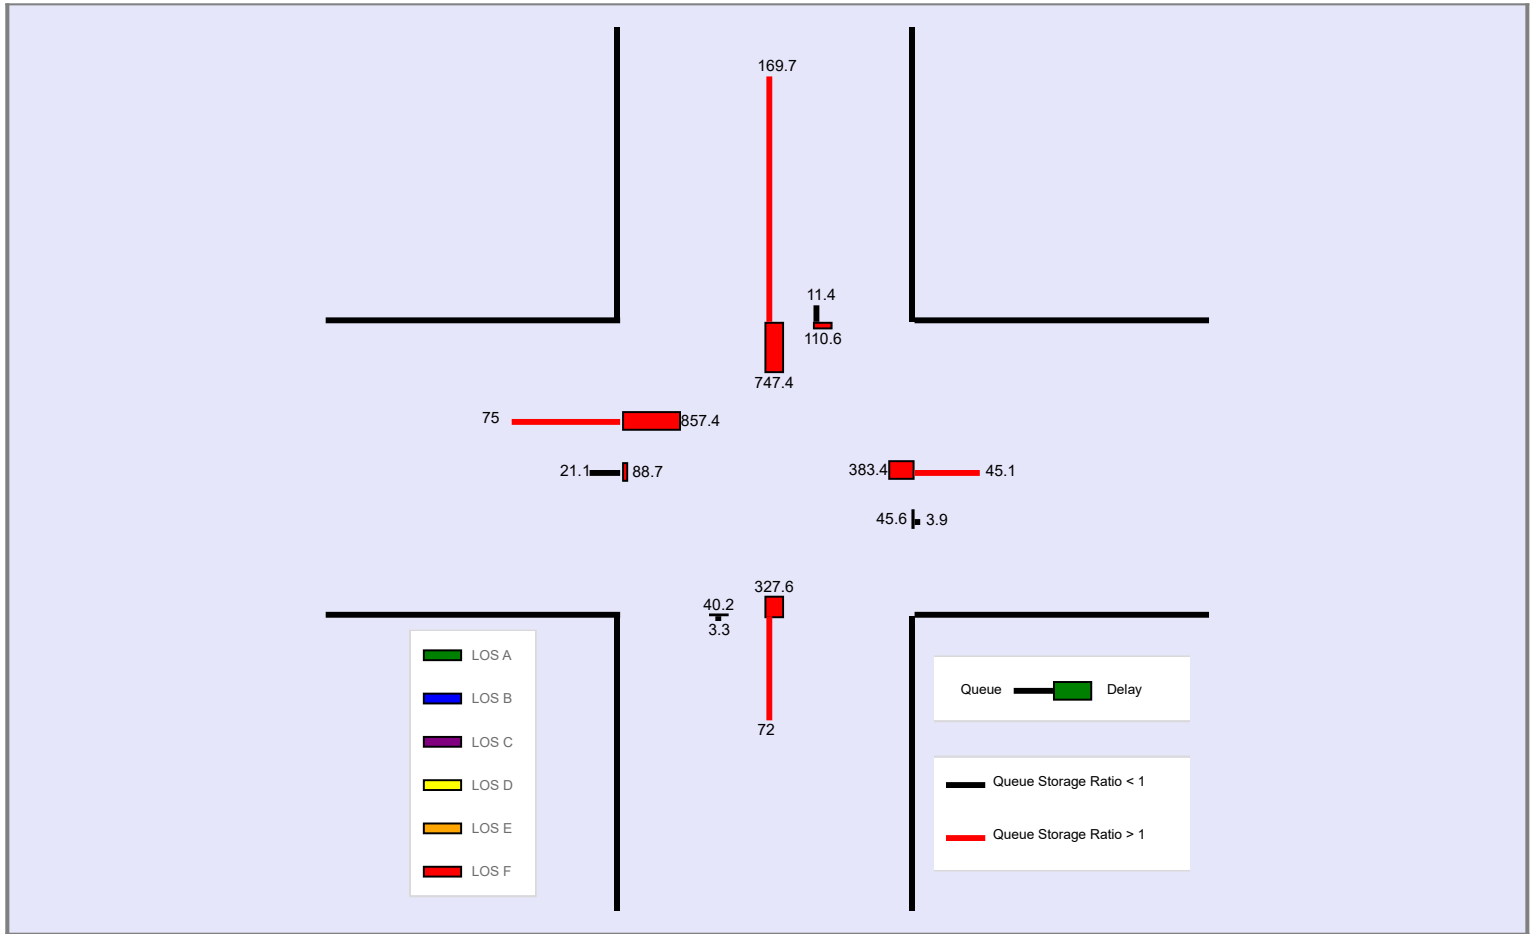 169.7
11.4
110.6
747.4
75
857.4
21.1
88.7
383.4
45.1
45.6
3.9
327.6
40.2
3.3
72
LOS A
LOS B
LOS C
LOS D
LOS E
LOS F
Queue Delay
Queue Storage Ratio < 1
Queue Storage Ratio > 1